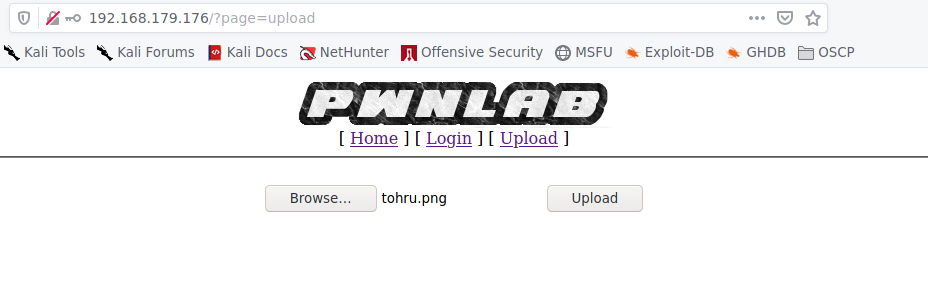 192.168.179.176/?page=upload
Kali Tools Kali Forums Kali Docs NetHunter Offensive Security MSFU Exploit-DB GHDB OSCP
PWNLAB
[ Home ] [ Login ] [ Upload ]
Browse... tohru.png Upload